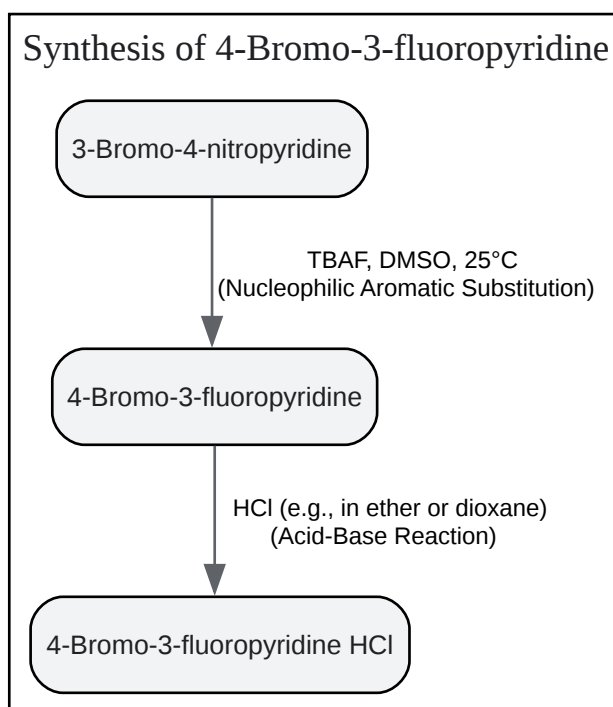 Synthesis of 4-Bromo-3-fluoropyridine
3-Bromo-4-nitropyridine
TBAF, DMSO, 25°C
(Nucleophilic Aromatic Substitution)
4-Bromo-3-fluoropyridine
HCl (e.g., in ether or dioxane)
(Acid-Base Reaction)
4-Bromo-3-fluoropyridine HCl